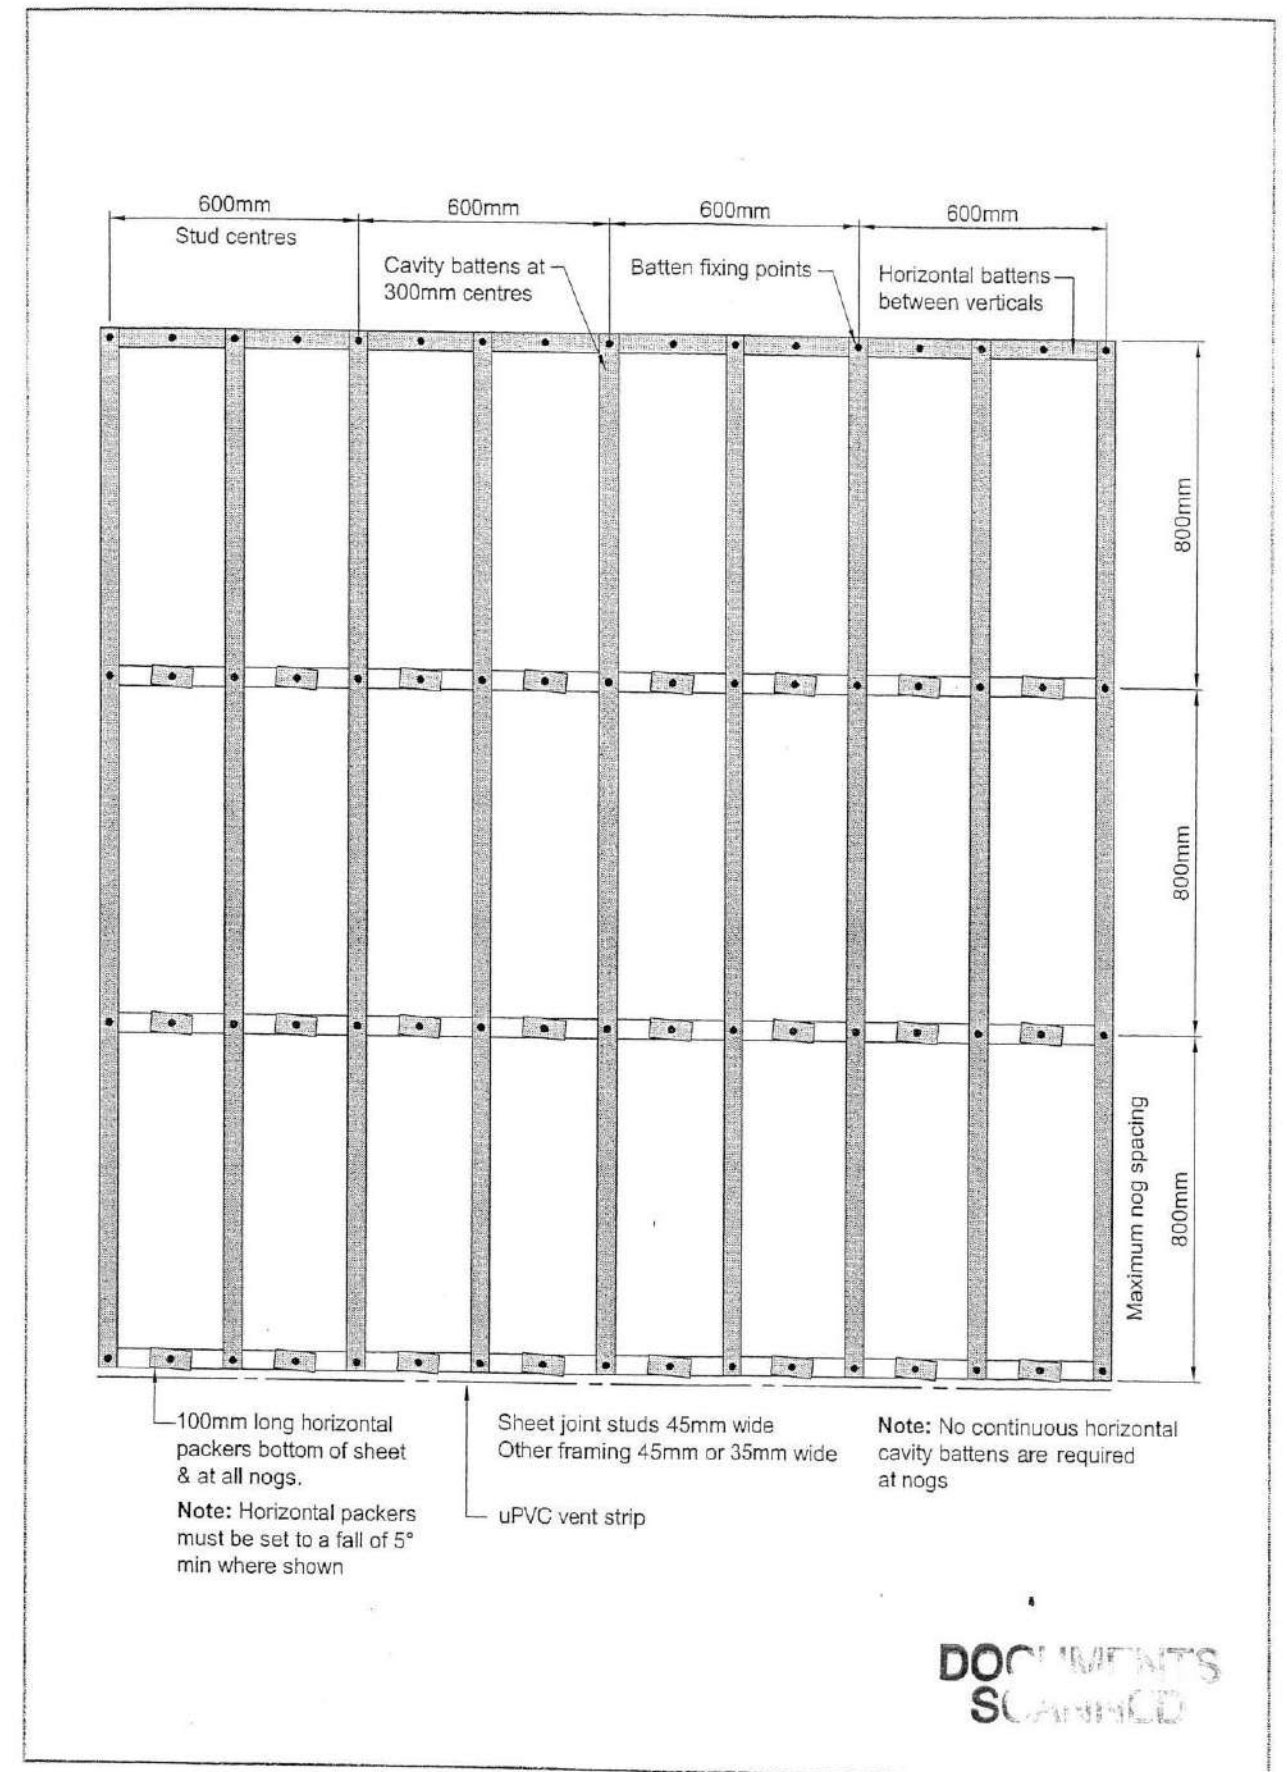 600mm
600mm
600mm
600mm
Stud centres
Cavity battens at
300mm centres
Batten fixing points
Horizontal battens
between verticals
800mm
800mm
Maximum nog spacing
800mm
100mm long horizontal
packers bottom of sheet
& at all nogs.
Note: Horizontal packers
must be set to a fall of 5°
min where shown
Sheet joint studs 45mm wide
Other framing 45mm or 35mm wide
uPVC vent strip
Note: No continuous horizontal
cavity battens are required
at nogs
DOCUMENTS
SCANNED